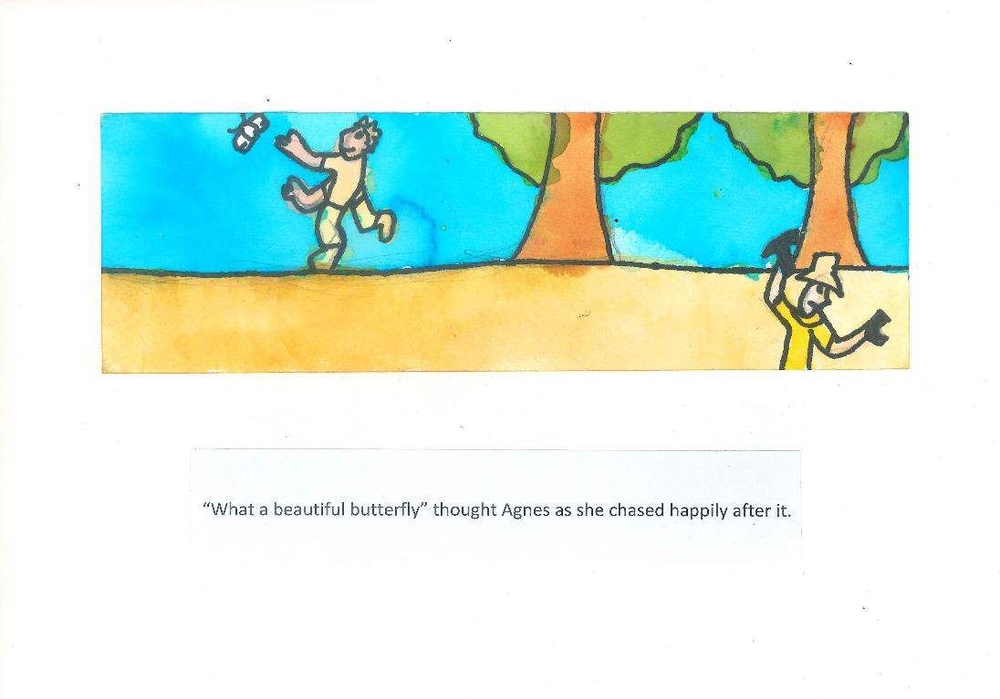 “What a beautiful butterfly” thought Agnes as she chased happily after it.